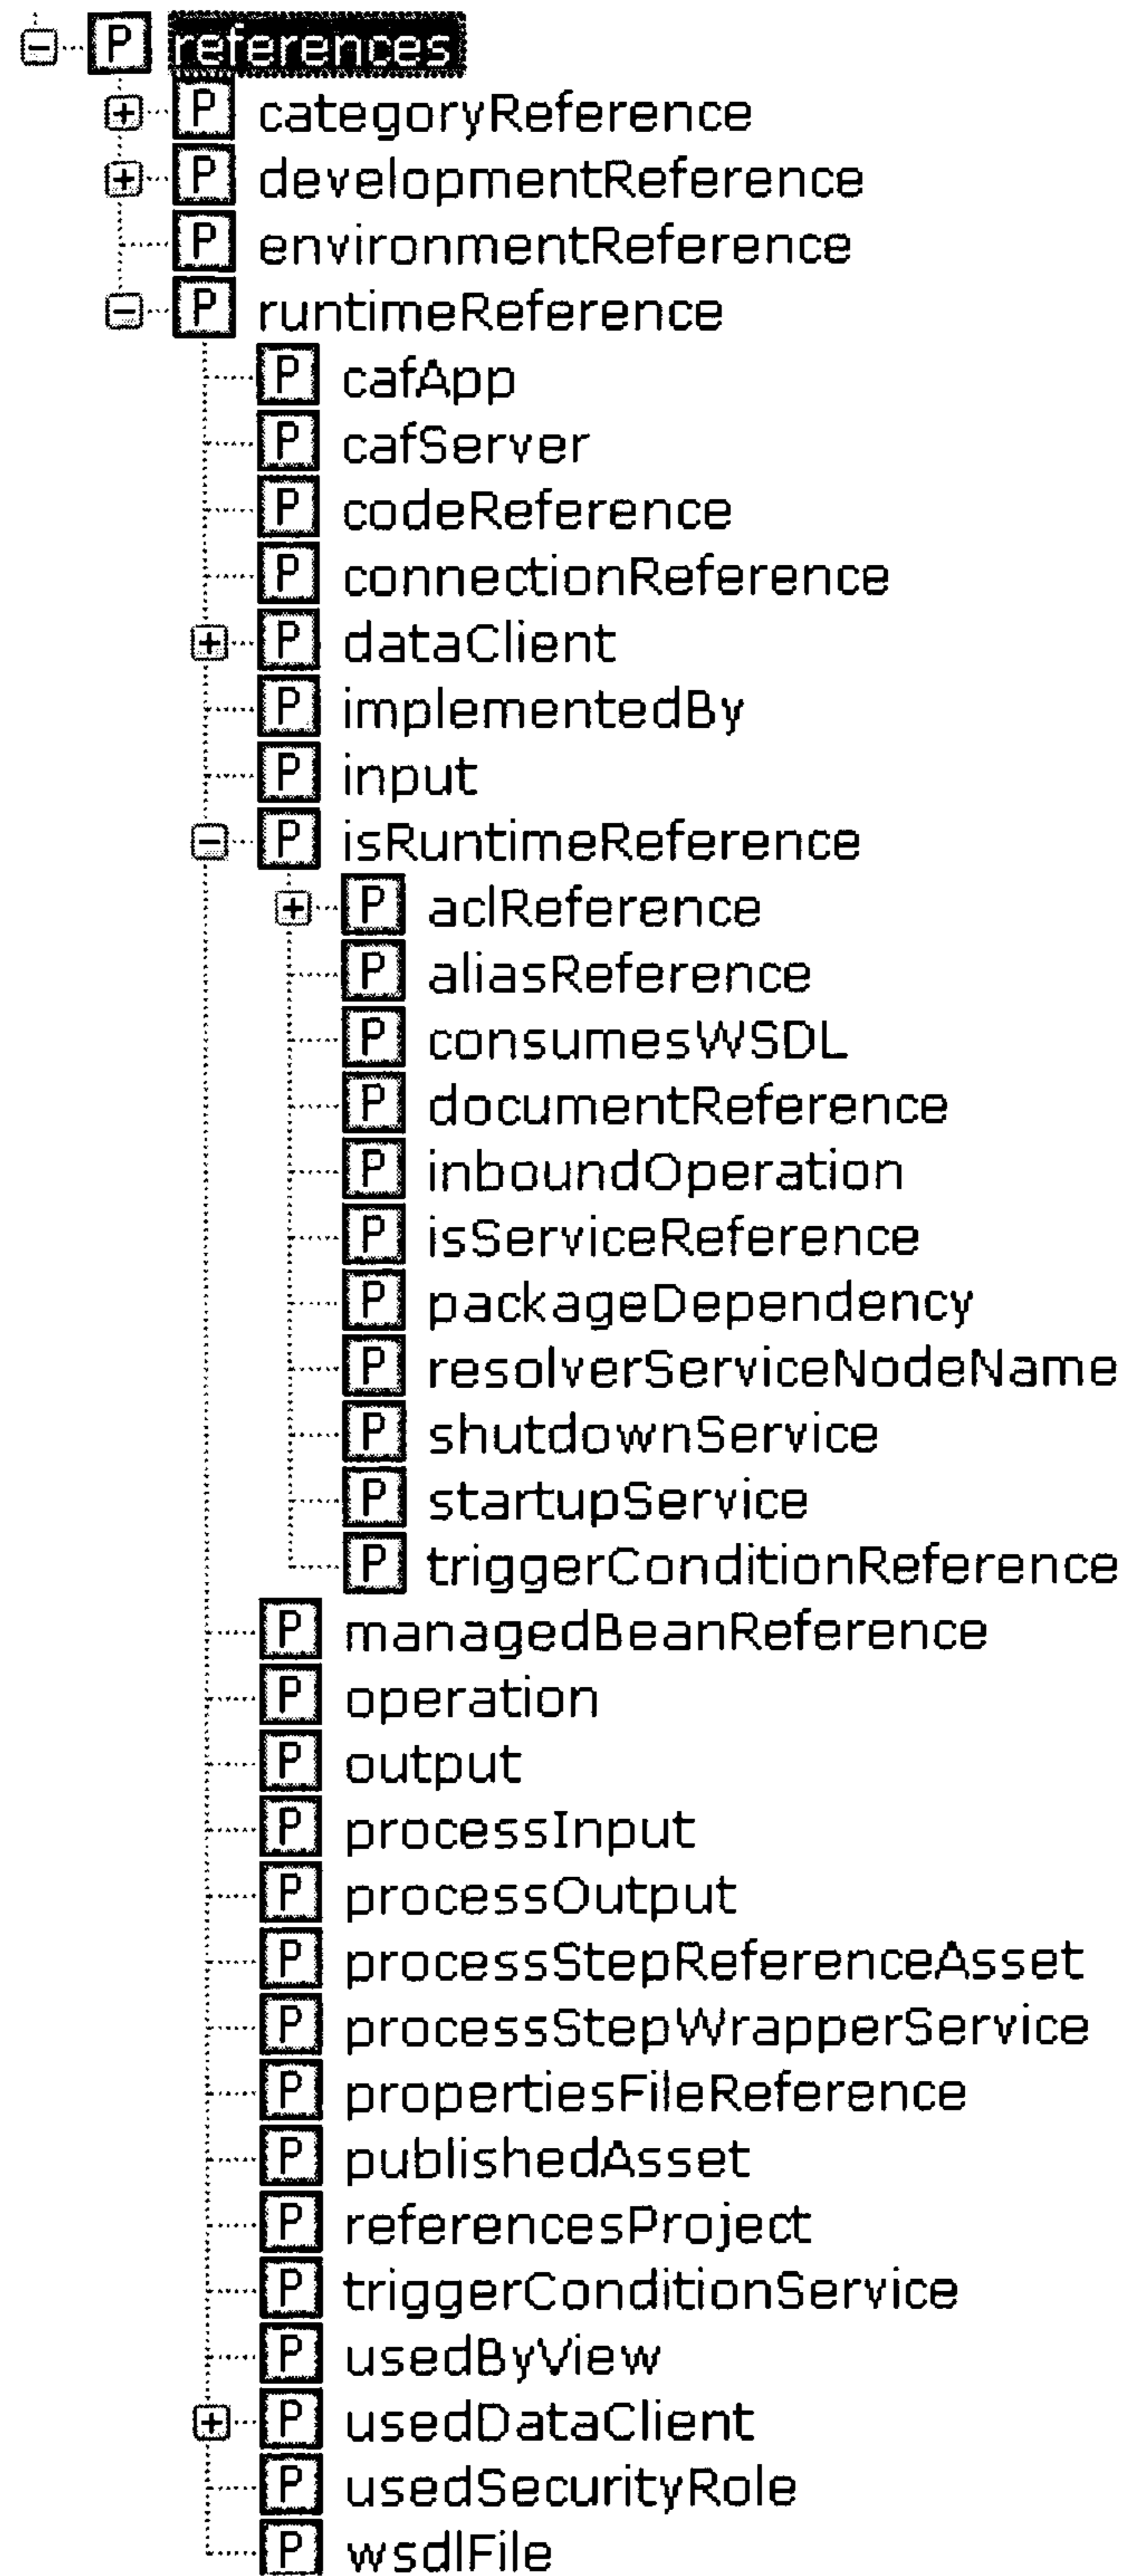 P references
P categoryReference
P developmentReference
P environmentReference
P runtimeReference
P cafApp
P cafServer
P codeReference
P connectionReference
P dataClient
P implementedBy
P input
P isRuntimeReference
P aclReference
P aliasReference
P consumesWSDL
P documentReference
P inboundOperation
P isServiceReference
P packageDependency
P resolverServiceNodeName
P shutdownService
P startupService
P triggerConditionReference
P managedBeanReference
P operation
P output
P processInput
P processOutput
P processStepReferenceAsset
P processStepWrapperService
P propertiesFileReference
P publishedAsset
P referencesProject
P triggerConditionService
P usedByView
P usedDataClient
P usedSecurityRole
P wsdlFile